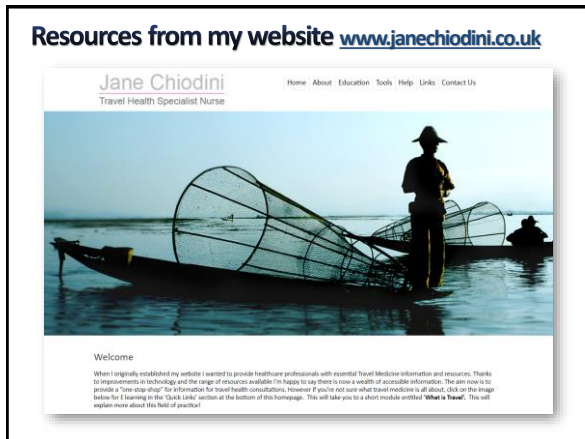 Resources from my website www.janechiodini.co.uk
Jane Chiodini
Travel Health Specialist Nurse
Home About Education Tools Help Links Contact Us
Welcome
When I originally established my website I wanted to provide healthcare professionals with essential Travel Medicine information and resources. Thanks
to improvements in technology and the range of resources available I'm happy to say there is now a wealth of accessible information. The aim now is to
provide a "one-stop-shop" for information for travel health consultations. However if you're not sure what travel medicine is all about, click on the image
below for E learning in the 'Quick Links' section at the bottom of this homepage. This will take you to a short module entitled 'What is Travel'. This will
explain more about this field of practice!